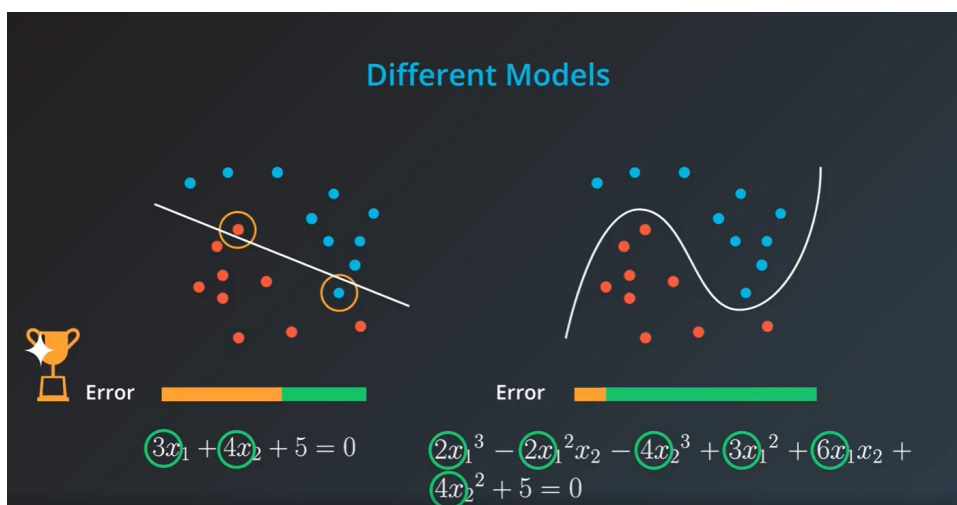 Different Models
Error
Error
3x₁ + 4x₂ + 5 = 0
2x₁³ − 2x₁²x₂ − 4x₂³ + 3x₁² + 6x₁x₂ +
4x₂² + 5 = 0